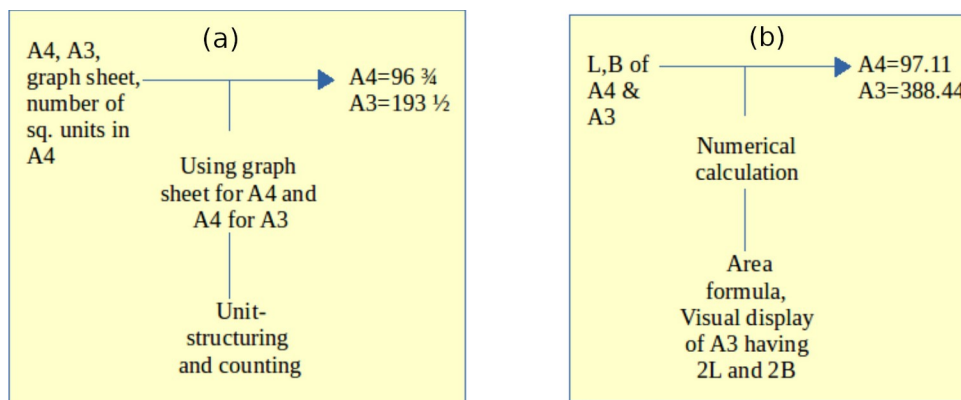 (a)
A4, A3,
graph sheet,
number of
sq. units in
A4
A4=96 ¾
A3=193 ½
Using graph
sheet for A4 and
A4 for A3
Unit-
structuring
and counting
(b)
L,B of
A4 &
A3
A4=97.11
A3=388.44
Numerical
calculation
Area
formula,
Visual display
of A3 having
2L and 2B